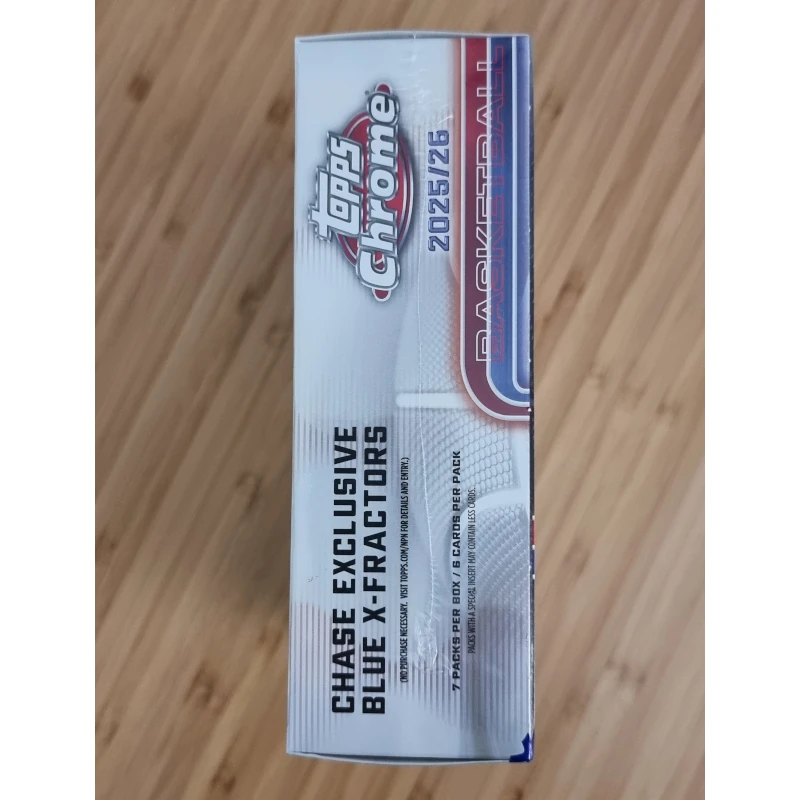 topps
Chrome
2025/26
BASKETBALL
CHASE EXCLUSIVE
BLUE X-FRACTORS
(NO PURCHASE NECESSARY. VISIT TOPPS.COM/NPN FOR DETAILS AND ENTRY.)
7 PACKS PER BOX / 6 CARDS PER PACK
PACKS WITH A SPECIAL INSERT MAY CONTAIN LESS CARDS.